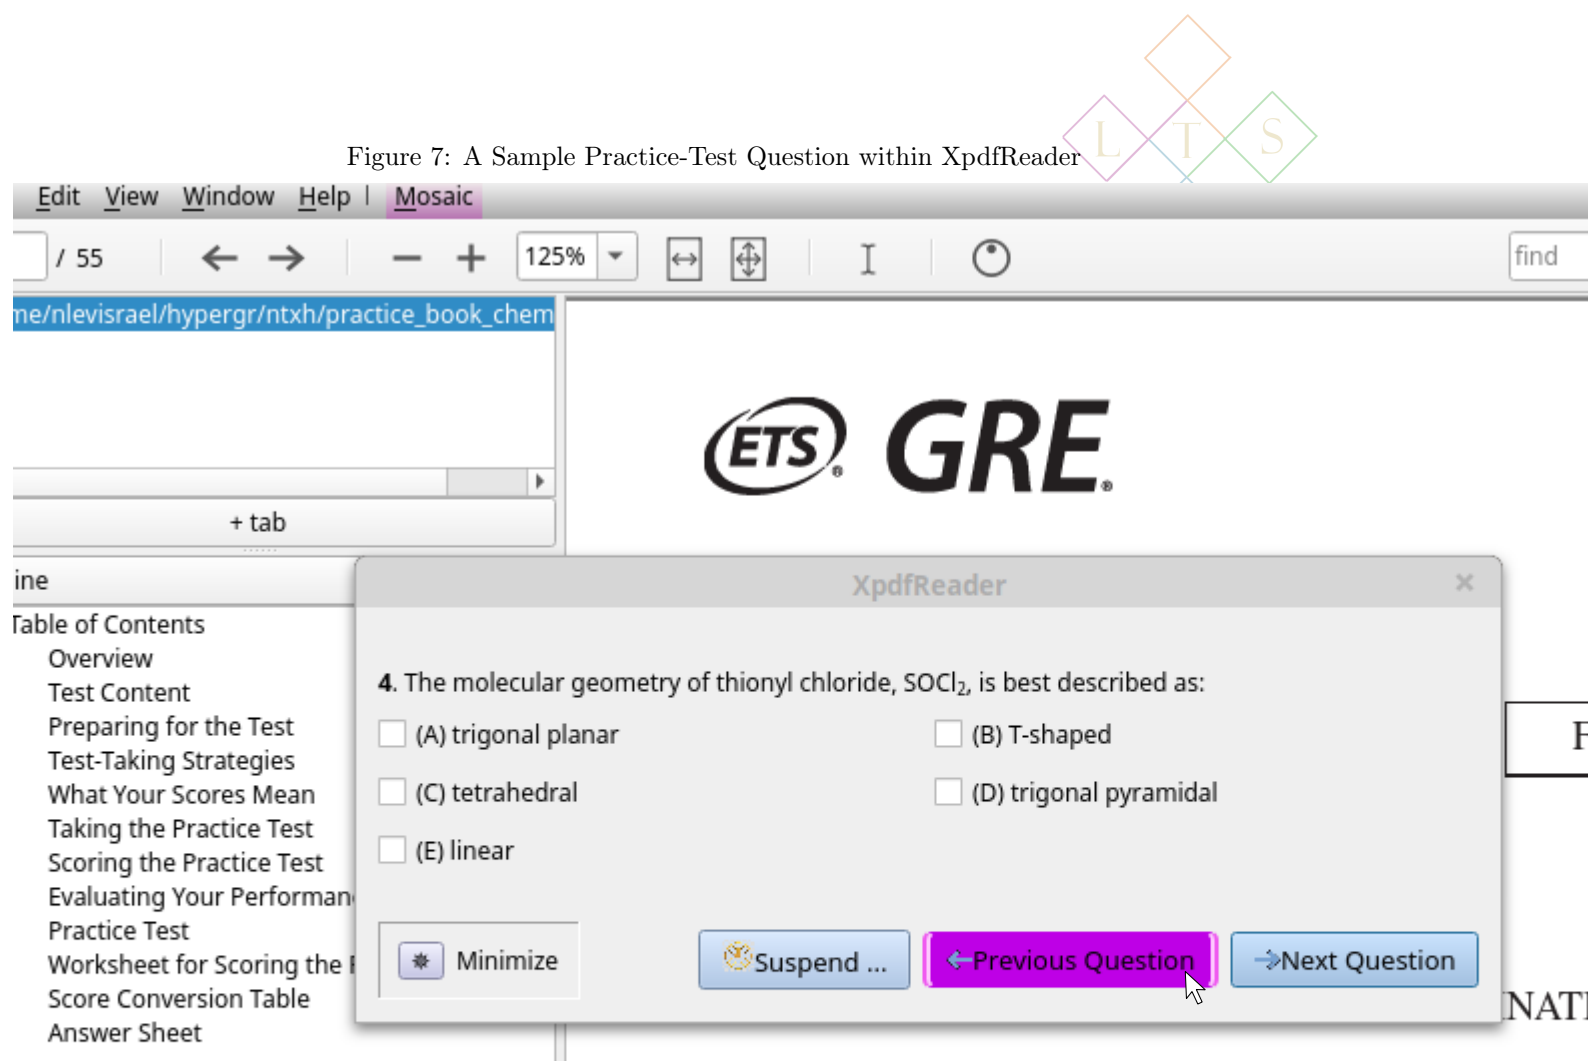 L T S
Figure 7: A Sample Practice-Test Question within XpdfReader
Edit View Window Help Mosaic
/ 55 125% find
me/nlevisrael/hypergr/ntxh/practice_book_chem
ETS® GRE®
+ tab
ine
XpdfReader
Table of Contents
Overview
4. The molecular geometry of thionyl chloride, SOCl₂, is best described as:
Test Content
Preparing for the Test
(A) trigonal planar (B) T-shaped
Test-Taking Strategies
What Your Scores Mean
(C) tetrahedral (D) trigonal pyramidal
Taking the Practice Test
Scoring the Practice Test
(E) linear
Evaluating Your Performan
Practice Test
Worksheet for Scoring the
Minimize Suspend ... Previous Question Next Question
Score Conversion Table
NATI
Answer Sheet